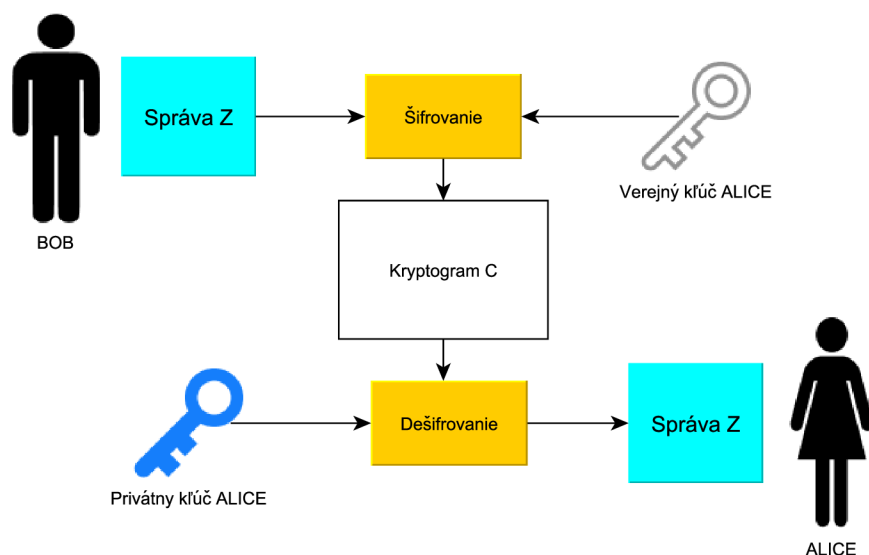 Správa Z
Šifrovanie
Verejný kľúč ALICE
BOB
Kryptogram C
Dešifrovanie
Správa Z
Privátny kľúč ALICE
ALICE